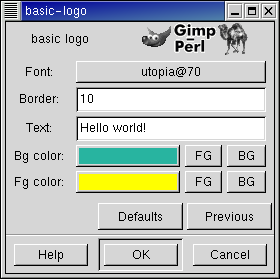 basic-logo
basic logo
Gimp
-Perl
Font: utopia@70
Border: 10
Text: Hello world!
Bg color: FG BG
Fg color: FG BG
Defaults Previous
Help OK Cancel